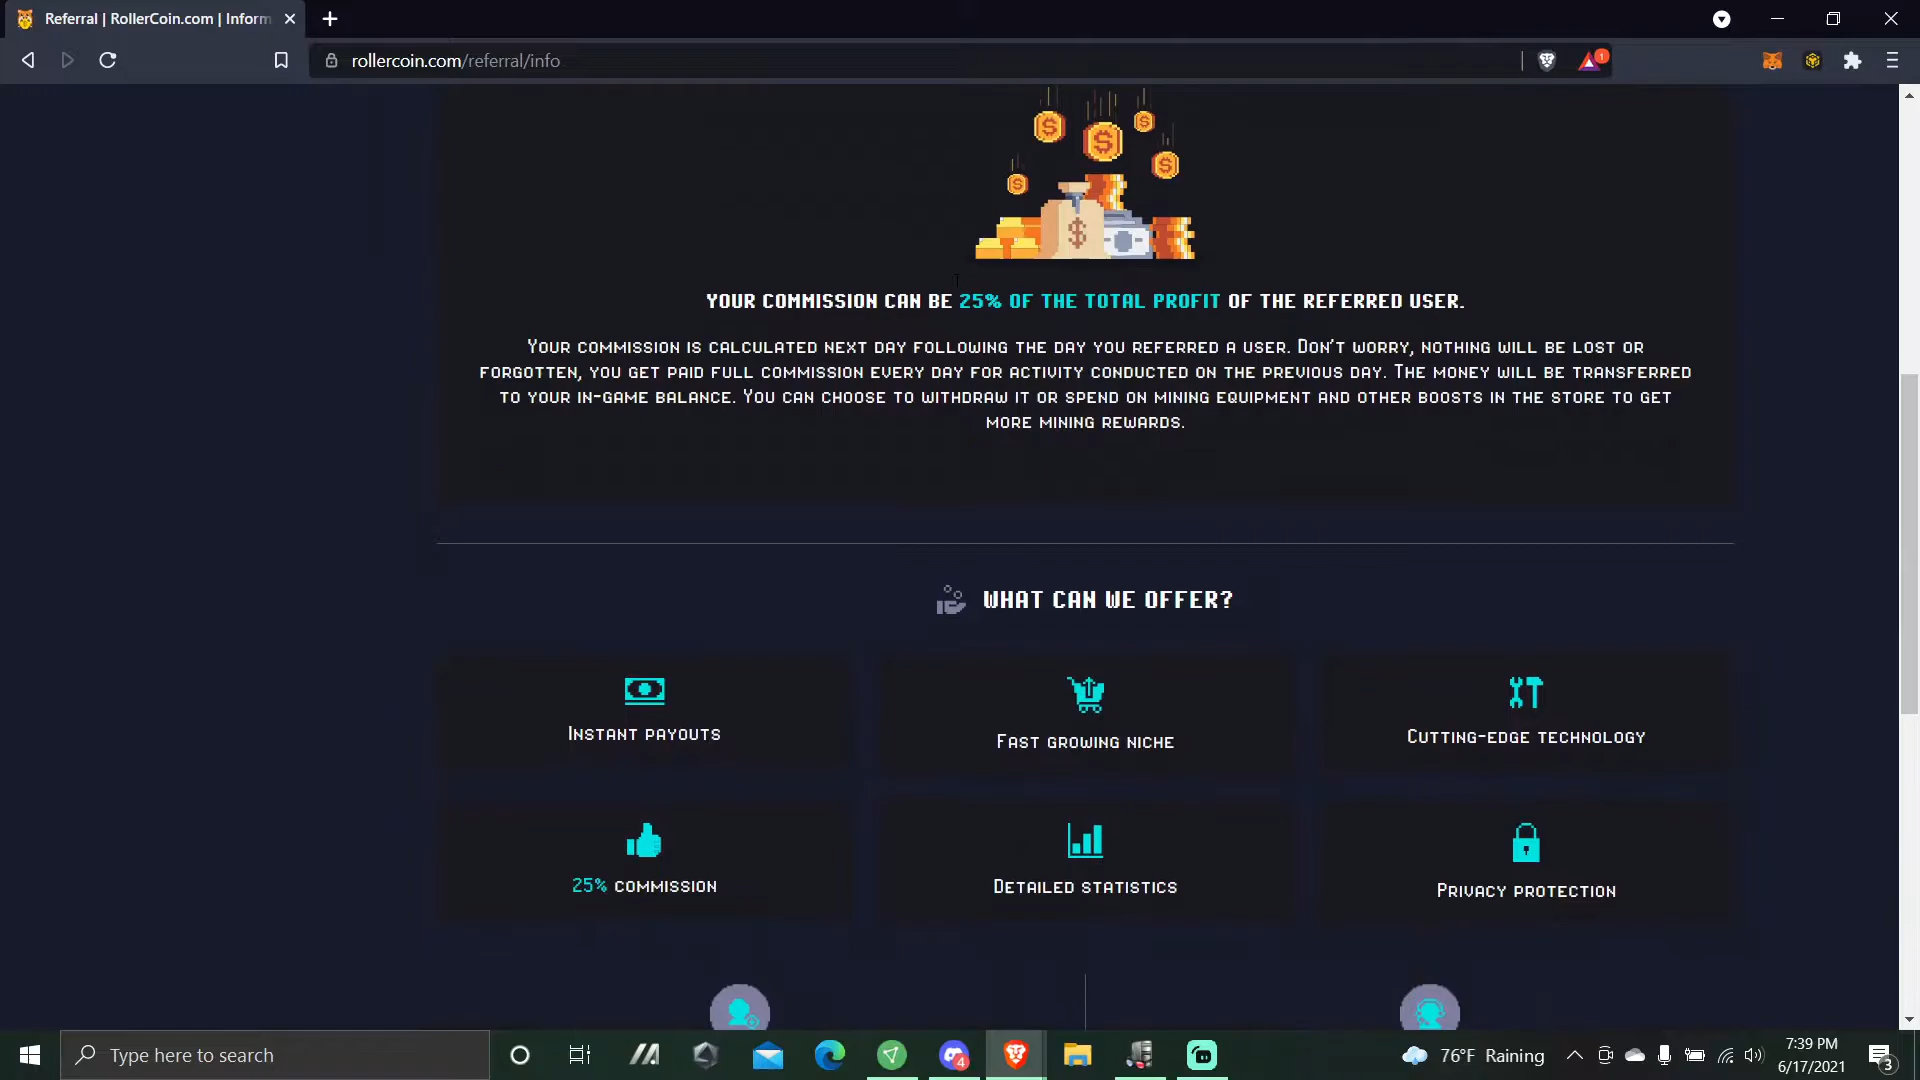 Referral | RollerCoin.com | Inform
rollercoin.com/referral/info
1
YOUR COMMISSION CAN BE 25% OF THE TOTAL PROFIT OF THE REFERRED USER.
Your commission is calculated next day following the day you referred a user. Don't worry, nothing will be lost or
forgotten, you get paid full commission every day for activity conducted on the previous day. The money will be transferred
to your in-game balance. You can choose to withdraw it or spend on mining equipment and other boosts in the store to get
more mining rewards.
WHAT CAN WE OFFER?
Instant payouts
Fast growing niche
Cutting-edge technology
25% commission
Detailed statistics
Privacy protection
Type here to search
4
76°F Raining
7:39 PM
6/17/2021
3